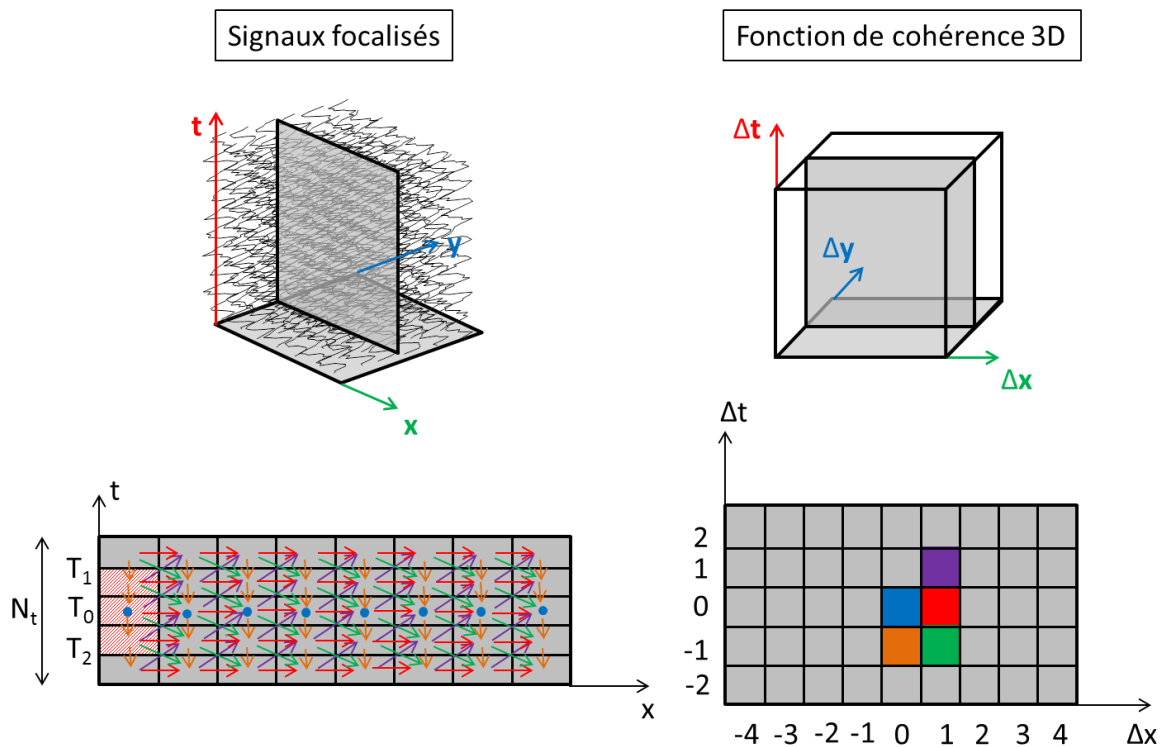 Signaux focalisés
Fonction de cohérence 3D
t
y
x
Δt
Δy
Δx
t
T1
T0
T2
Nt
x
Δt
2
1
0
-1
-2
-4 -3 -2 -1 0 1 2 3 4 Δx